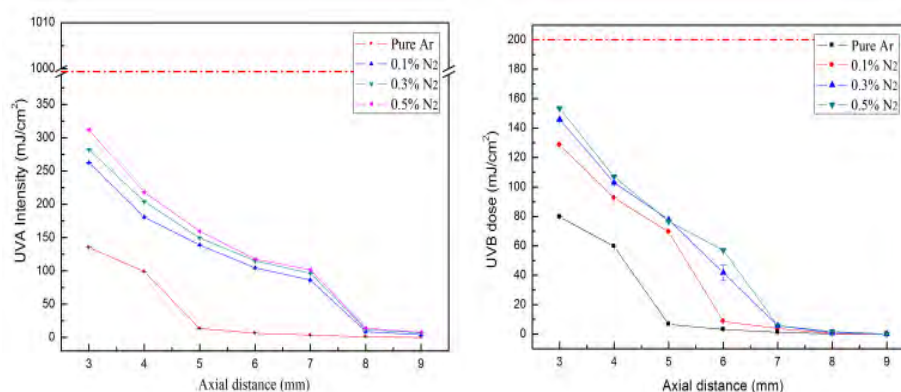 1010
1000
350
300
250
200
150
100
50
0
UVA Intensity (mJ/cm²)
Pure Ar
0.1% N2
0.3% N2
0.5% N2
3 4 5 6 7 8 9
Axial distance (mm)
200
180
160
140
120
100
80
60
40
20
0
UVB dose (mJ/cm²)
Pure Ar
0.1% N2
0.3% N2
0.5% N2
3 4 5 6 7 8 9
Axial distance (mm)